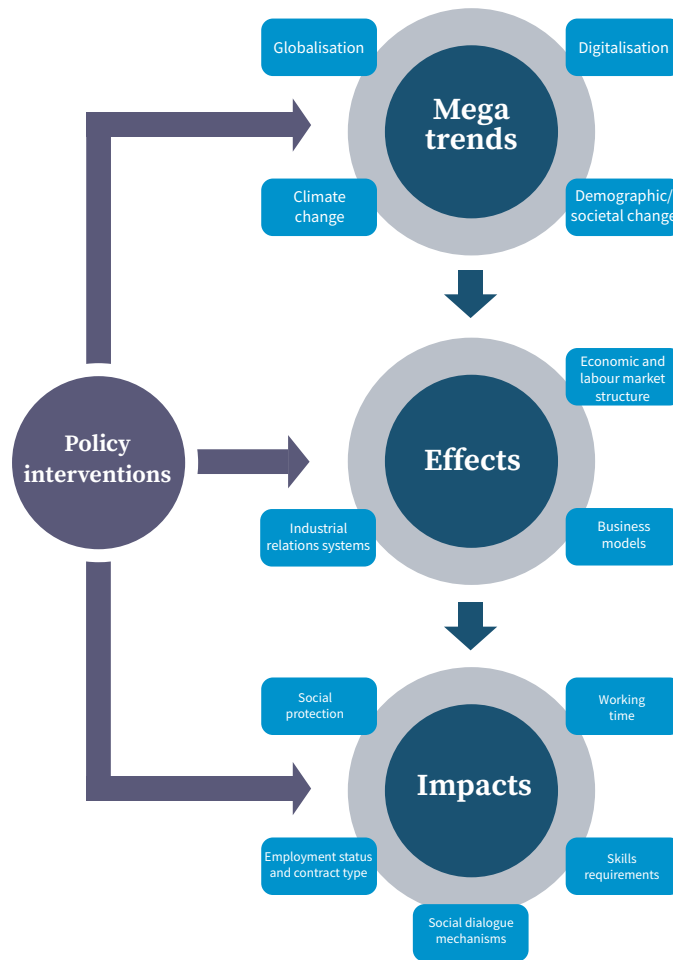 Globalisation
Digitalisation
Mega
trends
Climate
change
Demographic/
societal change
Economic and
labour market
structure
Policy
interventions
Effects
Industrial
relations systems
Business
models
Social
protection
Working
time
Impacts
Employment status
and contract type
Skills
requirements
Social dialogue
mechanisms